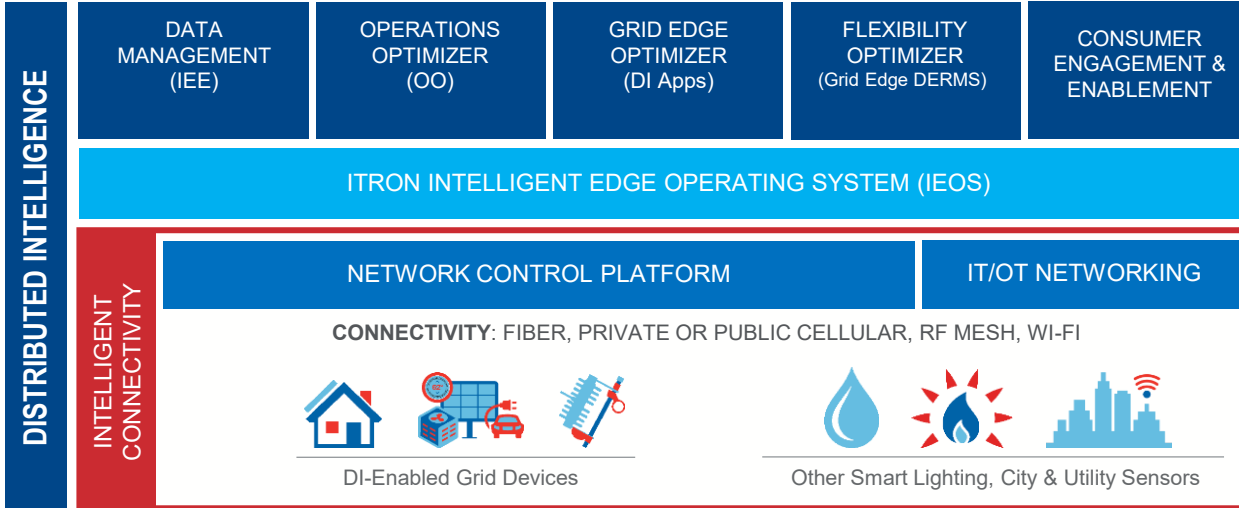 DISTRIBUTED INTELLIGENCE
DATA
MANAGEMENT
(IEE)
OPERATIONS
OPTIMIZER
(OO)
GRID EDGE
OPTIMIZER
(DI Apps)
FLEXIBILITY
OPTIMIZER
(Grid Edge DERMS)
CONSUMER
ENGAGEMENT &
ENABLEMENT
ITRON INTELLIGENT EDGE OPERATING SYSTEM (IEOS)
INTELLIGENT
CONNECTIVITY
NETWORK CONTROL PLATFORM
IT/OT NETWORKING
CONNECTIVITY: FIBER, PRIVATE OR PUBLIC CELLULAR, RF MESH, WI-FI
DI-Enabled Grid Devices
Other Smart Lighting, City & Utility Sensors